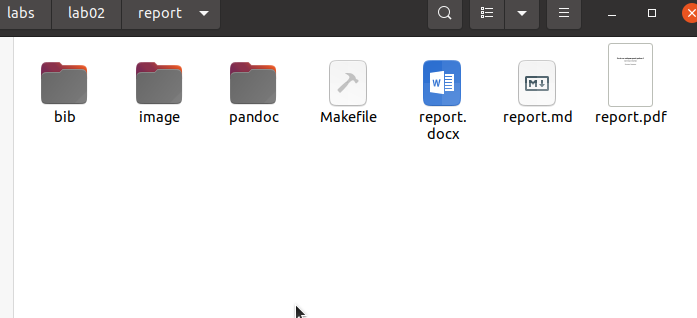 labs
lab02
report
bib
image
pandoc
Makefile
report.
docx
report.md
report.pdf
W
M